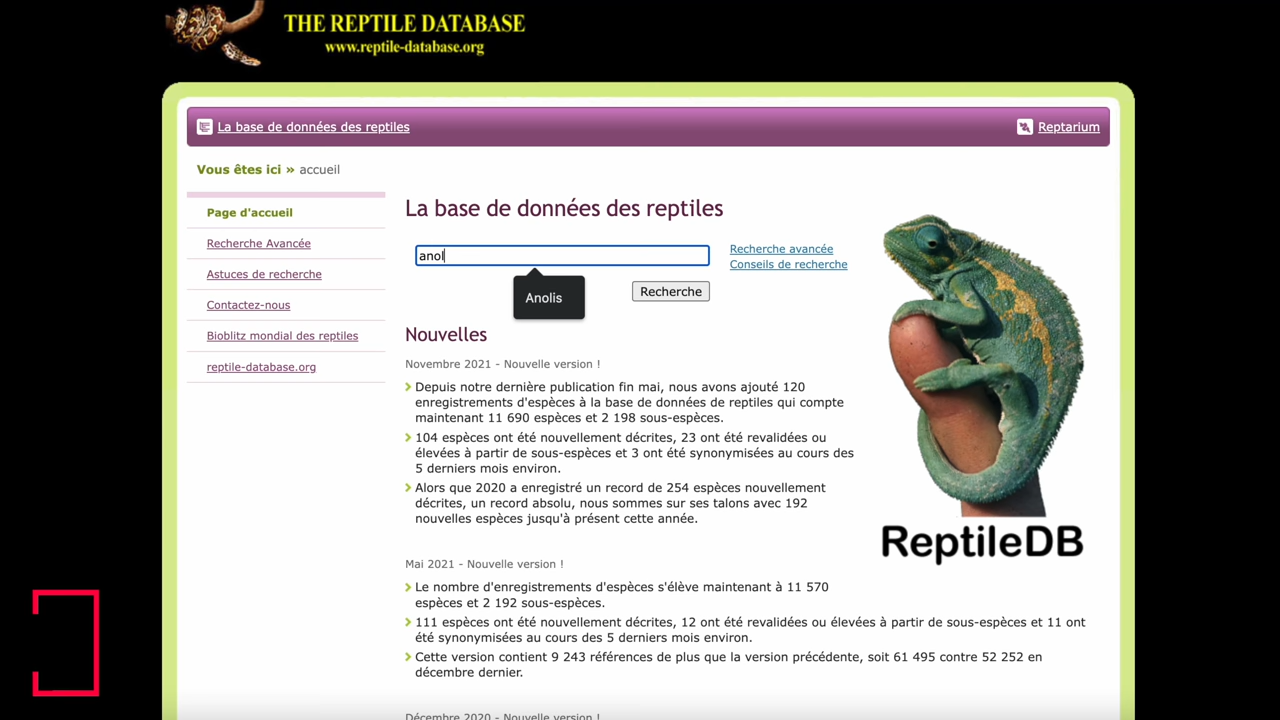 THE REPTILE DATABASE
www.reptile-database.org
La base de données des reptiles
Reptarium
Vous êtes ici » accueil
Page d'accueil
Recherche Avancée
Astuces de recherche
Contactez-nous
Bioblitz mondial des reptiles
reptile-database.org
La base de données des reptiles
anol
Recherche avancée
Conseils de recherche
Anolis
Recherche
Nouvelles
Novembre 2021 - Nouvelle version !
Depuis notre dernière publication fin mai, nous avons ajouté 120
enregistrements d'espèces à la base de données de reptiles qui compte
maintenant 11 690 espèces et 2 198 sous-espèces.
104 espèces ont été nouvellement décrites, 23 ont été revalidées ou
élevées à partir de sous-espèces et 3 ont été synonymisées au cours des
5 derniers mois environ.
Alors que 2020 a enregistré un record de 254 espèces nouvellement
décrites, un record absolu, nous sommes sur ses talons avec 192
nouvelles espèces jusqu'à présent cette année.
ReptileDB
Mai 2021 - Nouvelle version !
Le nombre d'enregistrements d'espèces s'élève maintenant à 11 570
espèces et 2 192 sous-espèces.
111 espèces ont été nouvellement décrites, 12 ont été revalidées ou élevées à partir de sous-espèces et 11 ont
été synonymisées au cours des 5 derniers mois environ.
Cette version contient 9 243 références de plus que la version précédente, soit 61 495 contre 52 252 en
décembre dernier.
Décembre 2020 - Nouvelle version !